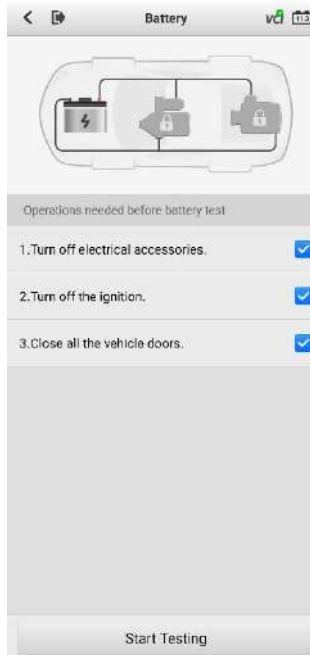 Battery
vci
Operations needed before battery test
1.Turn off electrical accessories.
2.Turn off the ignition.
3.Close all the vehicle doors.
Start Testing